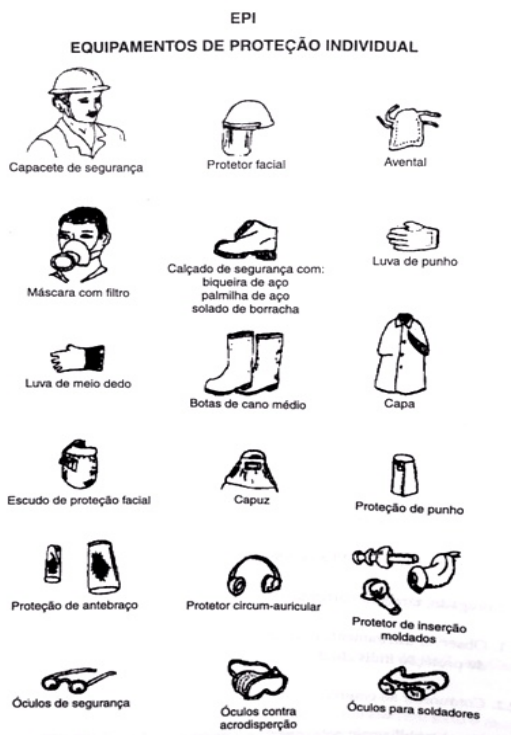 EPI
EQUIPAMENTOS DE PROTEÇÃO INDIVIDUAL
Capacete de segurança
Protetor facial
Avental
Máscara com filtro
Calçado de segurança com:
biqueira de aço
palmilha de aço
solado de borracha
Luva de punho
Luva de meio dedo
Botas de cano médio
Capa
Escudo de proteção facial
Capuz
Proteção de punho
Proteção de antebraço
Protetor circum-auricular
Protetor de inserção
moldados
Óculos de segurança
Óculos contra
acrodisperção
Óculos para soldadores